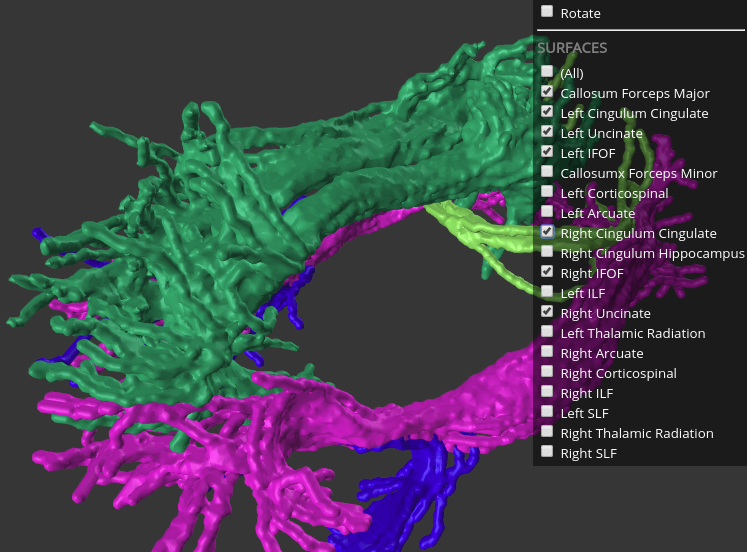 Rotate
SURFACES
(All)
Callosum Forceps Major
Left Cingulum Cingulate
Left Uncinate
Left IFOF
Callosumx Forceps Minor
Left Corticospinal
Left Arcuate
Right Cingulum Cingulate
Right Cingulum Hippocampus
Right IFOF
Left ILF
Right Uncinate
Left Thalamic Radiation
Right Arcuate
Right Corticospinal
Right ILF
Left SLF
Right Thalamic Radiation
Right SLF